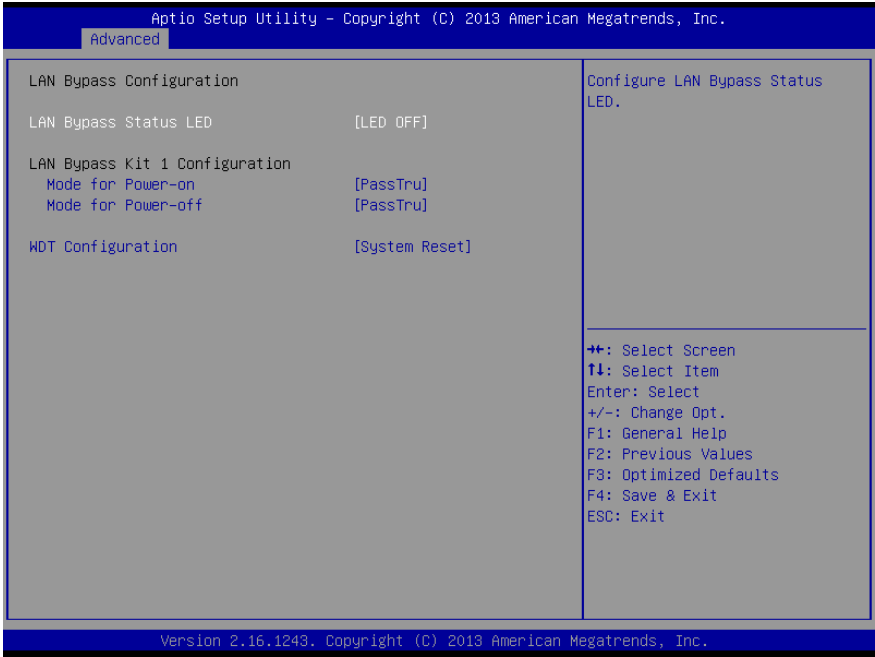 Aptio Setup Utility – Copyright (C) 2013 American Megatrends, Inc.
Advanced
LAN Bypass Configuration
LAN Bypass Status LED [LED OFF]
LAN Bypass Kit 1 Configuration
Mode for Power-on [PassTru]
Mode for Power-off [PassTru]
WDT Configuration [System Reset]
Configure LAN Bypass Status
LED.
→←: Select Screen
↑↓: Select Item
Enter: Select
+/-: Change Opt.
F1: General Help
F2: Previous Values
F3: Optimized Defaults
F4: Save & Exit
ESC: Exit
Version 2.16.1243. Copyright (C) 2013 American Megatrends, Inc.